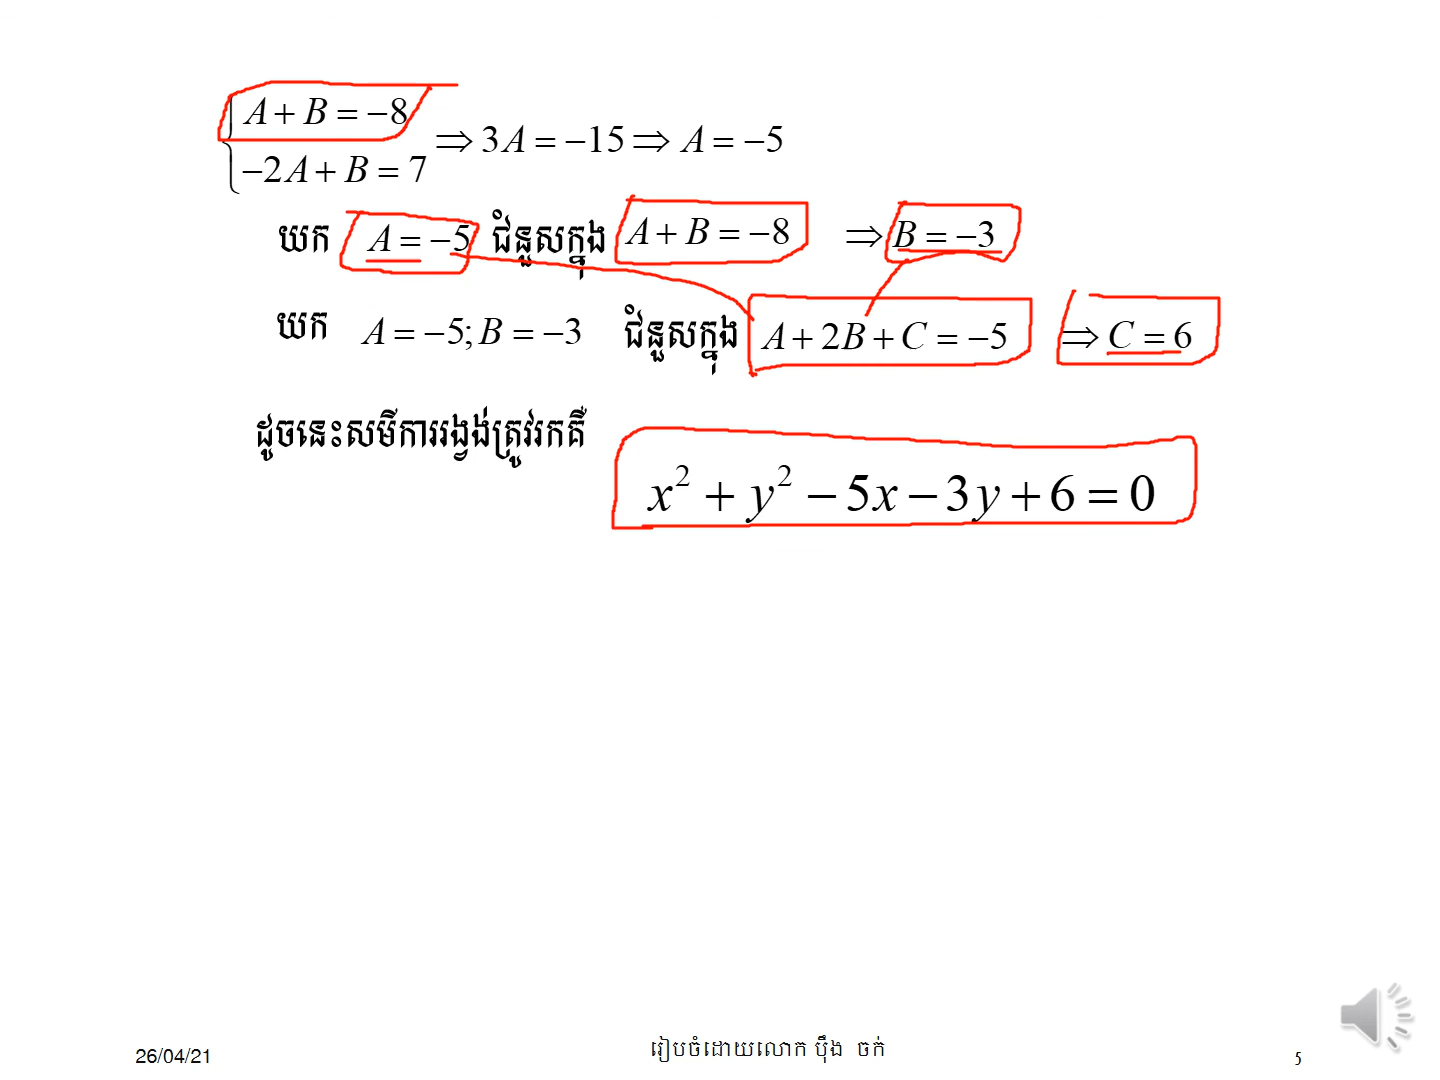 A + B = −8
−2A + B = 7
⇒ 3A = −15 ⇒ A = −5
យក A = −5 ជំនួសក្នុង A + B = −8 ⇒ B = −3
យក A = −5; B = −3 ជំនួសក្នុង A + 2B + C = −5 ⇒ C = 6
ដូចនេះសមីការរង្វង់ត្រូវរកគឺ
x² + y² − 5x − 3y + 6 = 0
26/04/21 រៀបចំដោយលោក ប៉ឹង ចក់ 5